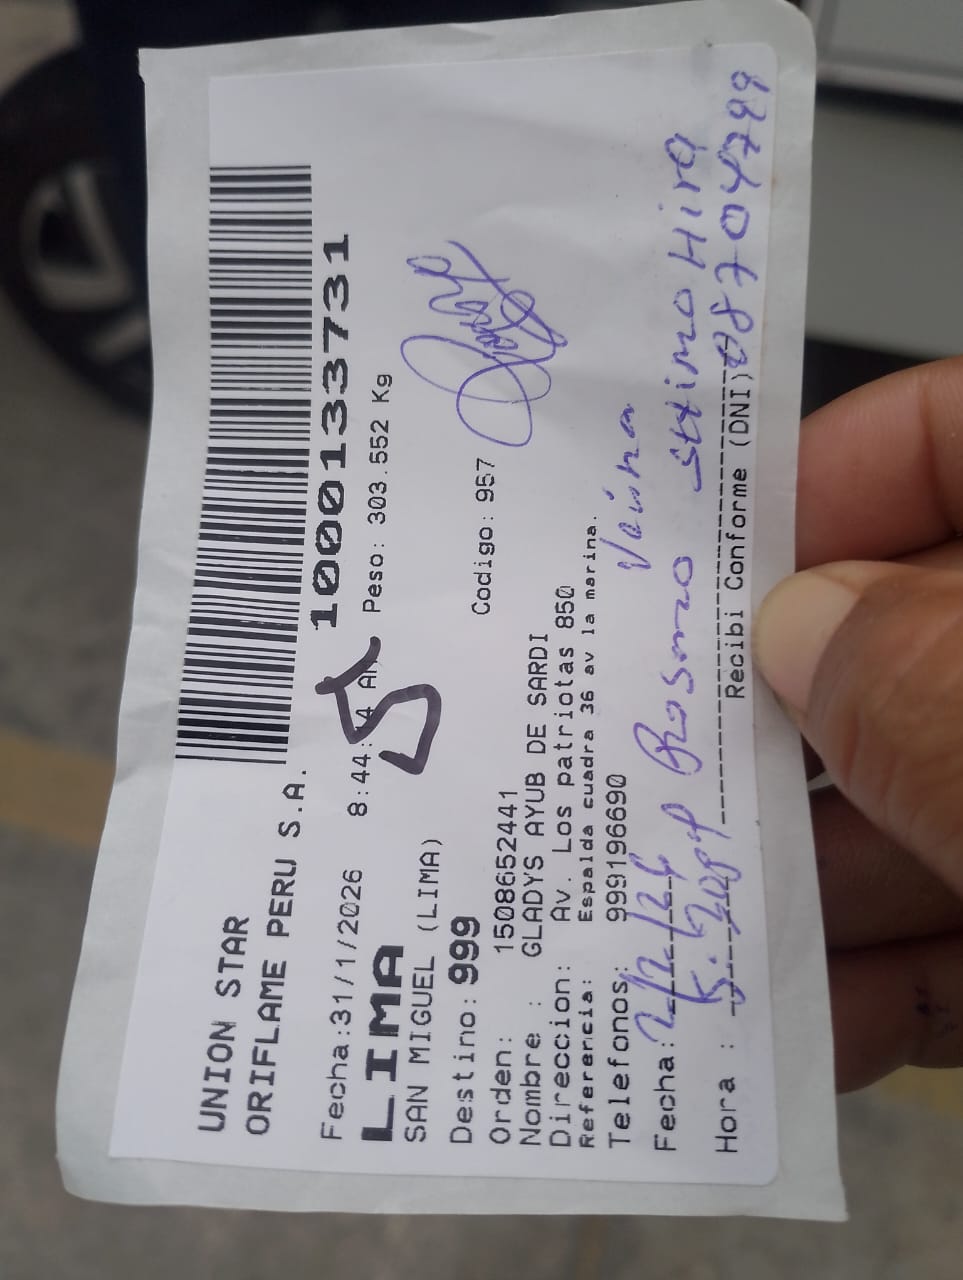 UNION STAR
ORIFLAME PERU S.A. 1000133731
Fecha:31/1/2026 8:44: 4 A Peso: 303.552 Kg
LIMA 5
SAN MIGUEL (LIMA)
Destino: 999 Codigo: 957
Orden: 1508652441
Nombre : GLADYS AYUB DE SARDI
Direccion: Av. Los patriotas 850
Referencia: Espalda cuadra 36 av la marina.
Telefonos: 999196690
Fecha:
Hora :
Recibi Conforme (DNI)